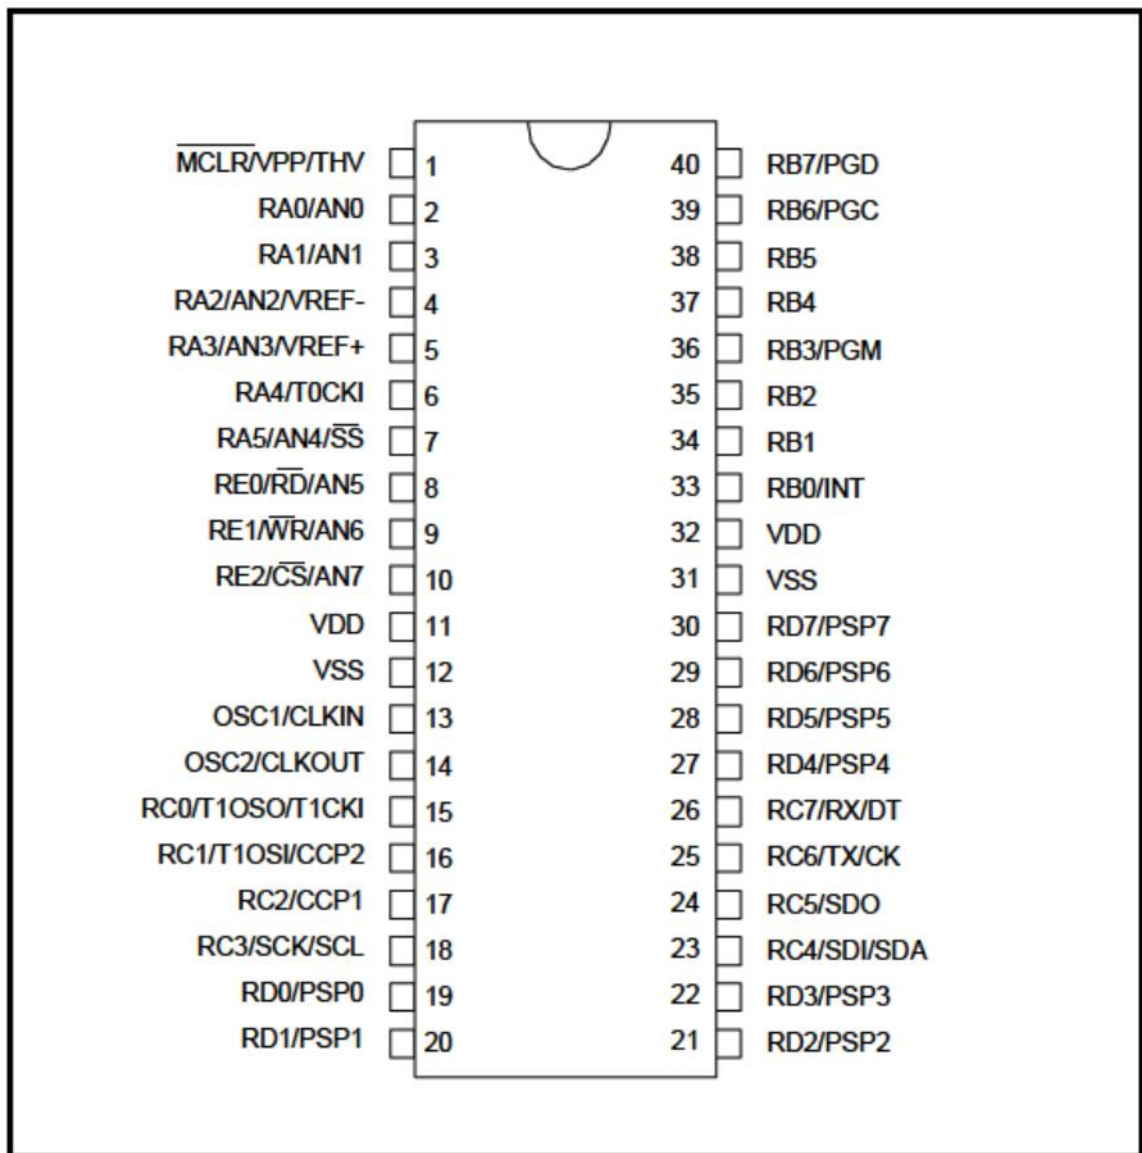 M̅C̅L̅R̅/VPP/THV 1 40 RB7/PGD
RA0/AN0 2 39 RB6/PGC
RA1/AN1 3 38 RB5
RA2/AN2/VREF- 4 37 RB4
RA3/AN3/VREF+ 5 36 RB3/PGM
RA4/T0CKI 6 35 RB2
RA5/AN4/S̅S̅ 7 34 RB1
RE0/R̅D̅/AN5 8 33 RB0/INT
RE1/W̅R̅/AN6 9 32 VDD
RE2/C̅S̅/AN7 10 31 VSS
VDD 11 30 RD7/PSP7
VSS 12 29 RD6/PSP6
OSC1/CLKIN 13 28 RD5/PSP5
OSC2/CLKOUT 14 27 RD4/PSP4
RC0/T1OSO/T1CKI 15 26 RC7/RX/DT
RC1/T1OSI/CCP2 16 25 RC6/TX/CK
RC2/CCP1 17 24 RC5/SDO
RC3/SCK/SCL 18 23 RC4/SDI/SDA
RD0/PSP0 19 22 RD3/PSP3
RD1/PSP1 20 21 RD2/PSP2